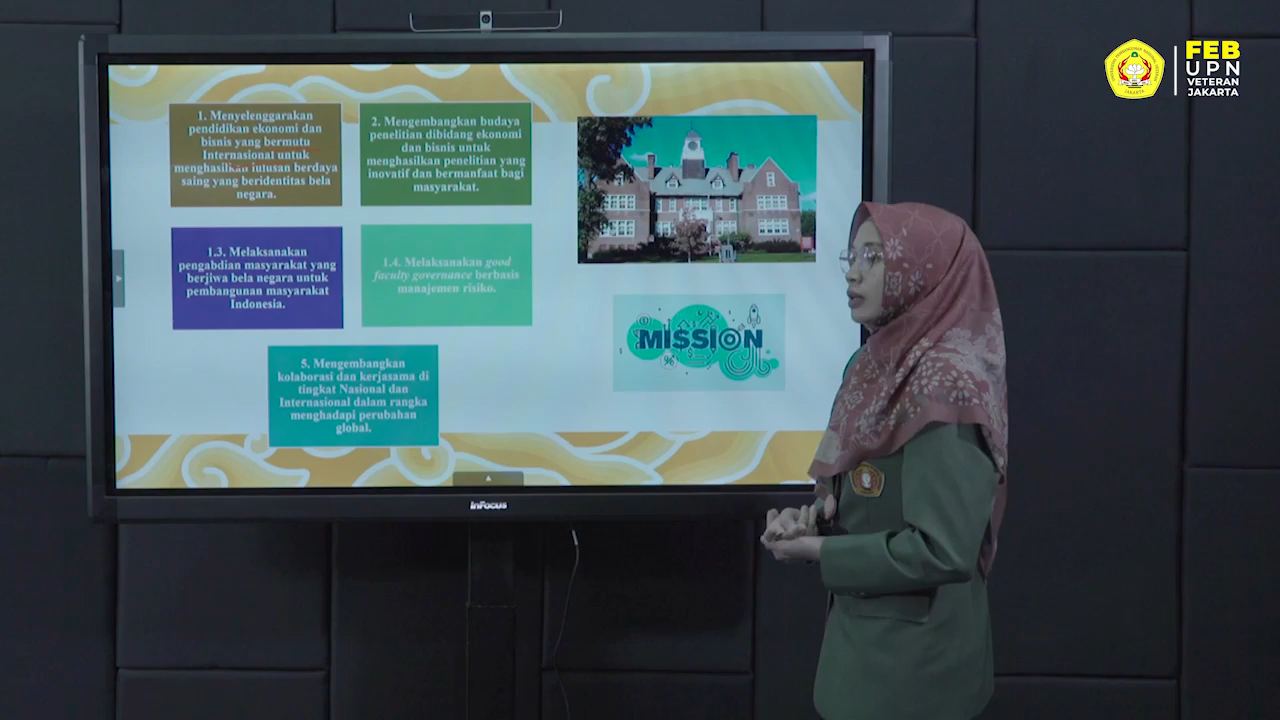 1. Menyelenggarakan
pendidikan ekonomi dan
bisnis yang bermutu
Internasional untuk
menghasilkan lulusan berdaya
saing yang beridentitas bela
negara.
2. Mengembangkan budaya
penelitian dibidang ekonomi
dan bisnis untuk
menghasilkan penelitian yang
inovatif dan bermanfaat bagi
masyarakat.
1.3. Melaksanakan
pengabdian masyarakat yang
berjiwa bela negara untuk
pembangunan masyarakat
Indonesia.
1.4. Melaksanakan good
faculty governance berbasis
manajemen risiko.
5. Mengembangkan
kolaborasi dan kerjasama di
tingkat Nasional dan
Internasional dalam rangka
menghadapi perubahan
global.
MISSION
InFocus
FEB
UPN
VETERAN
JAKARTA
JAKARTA